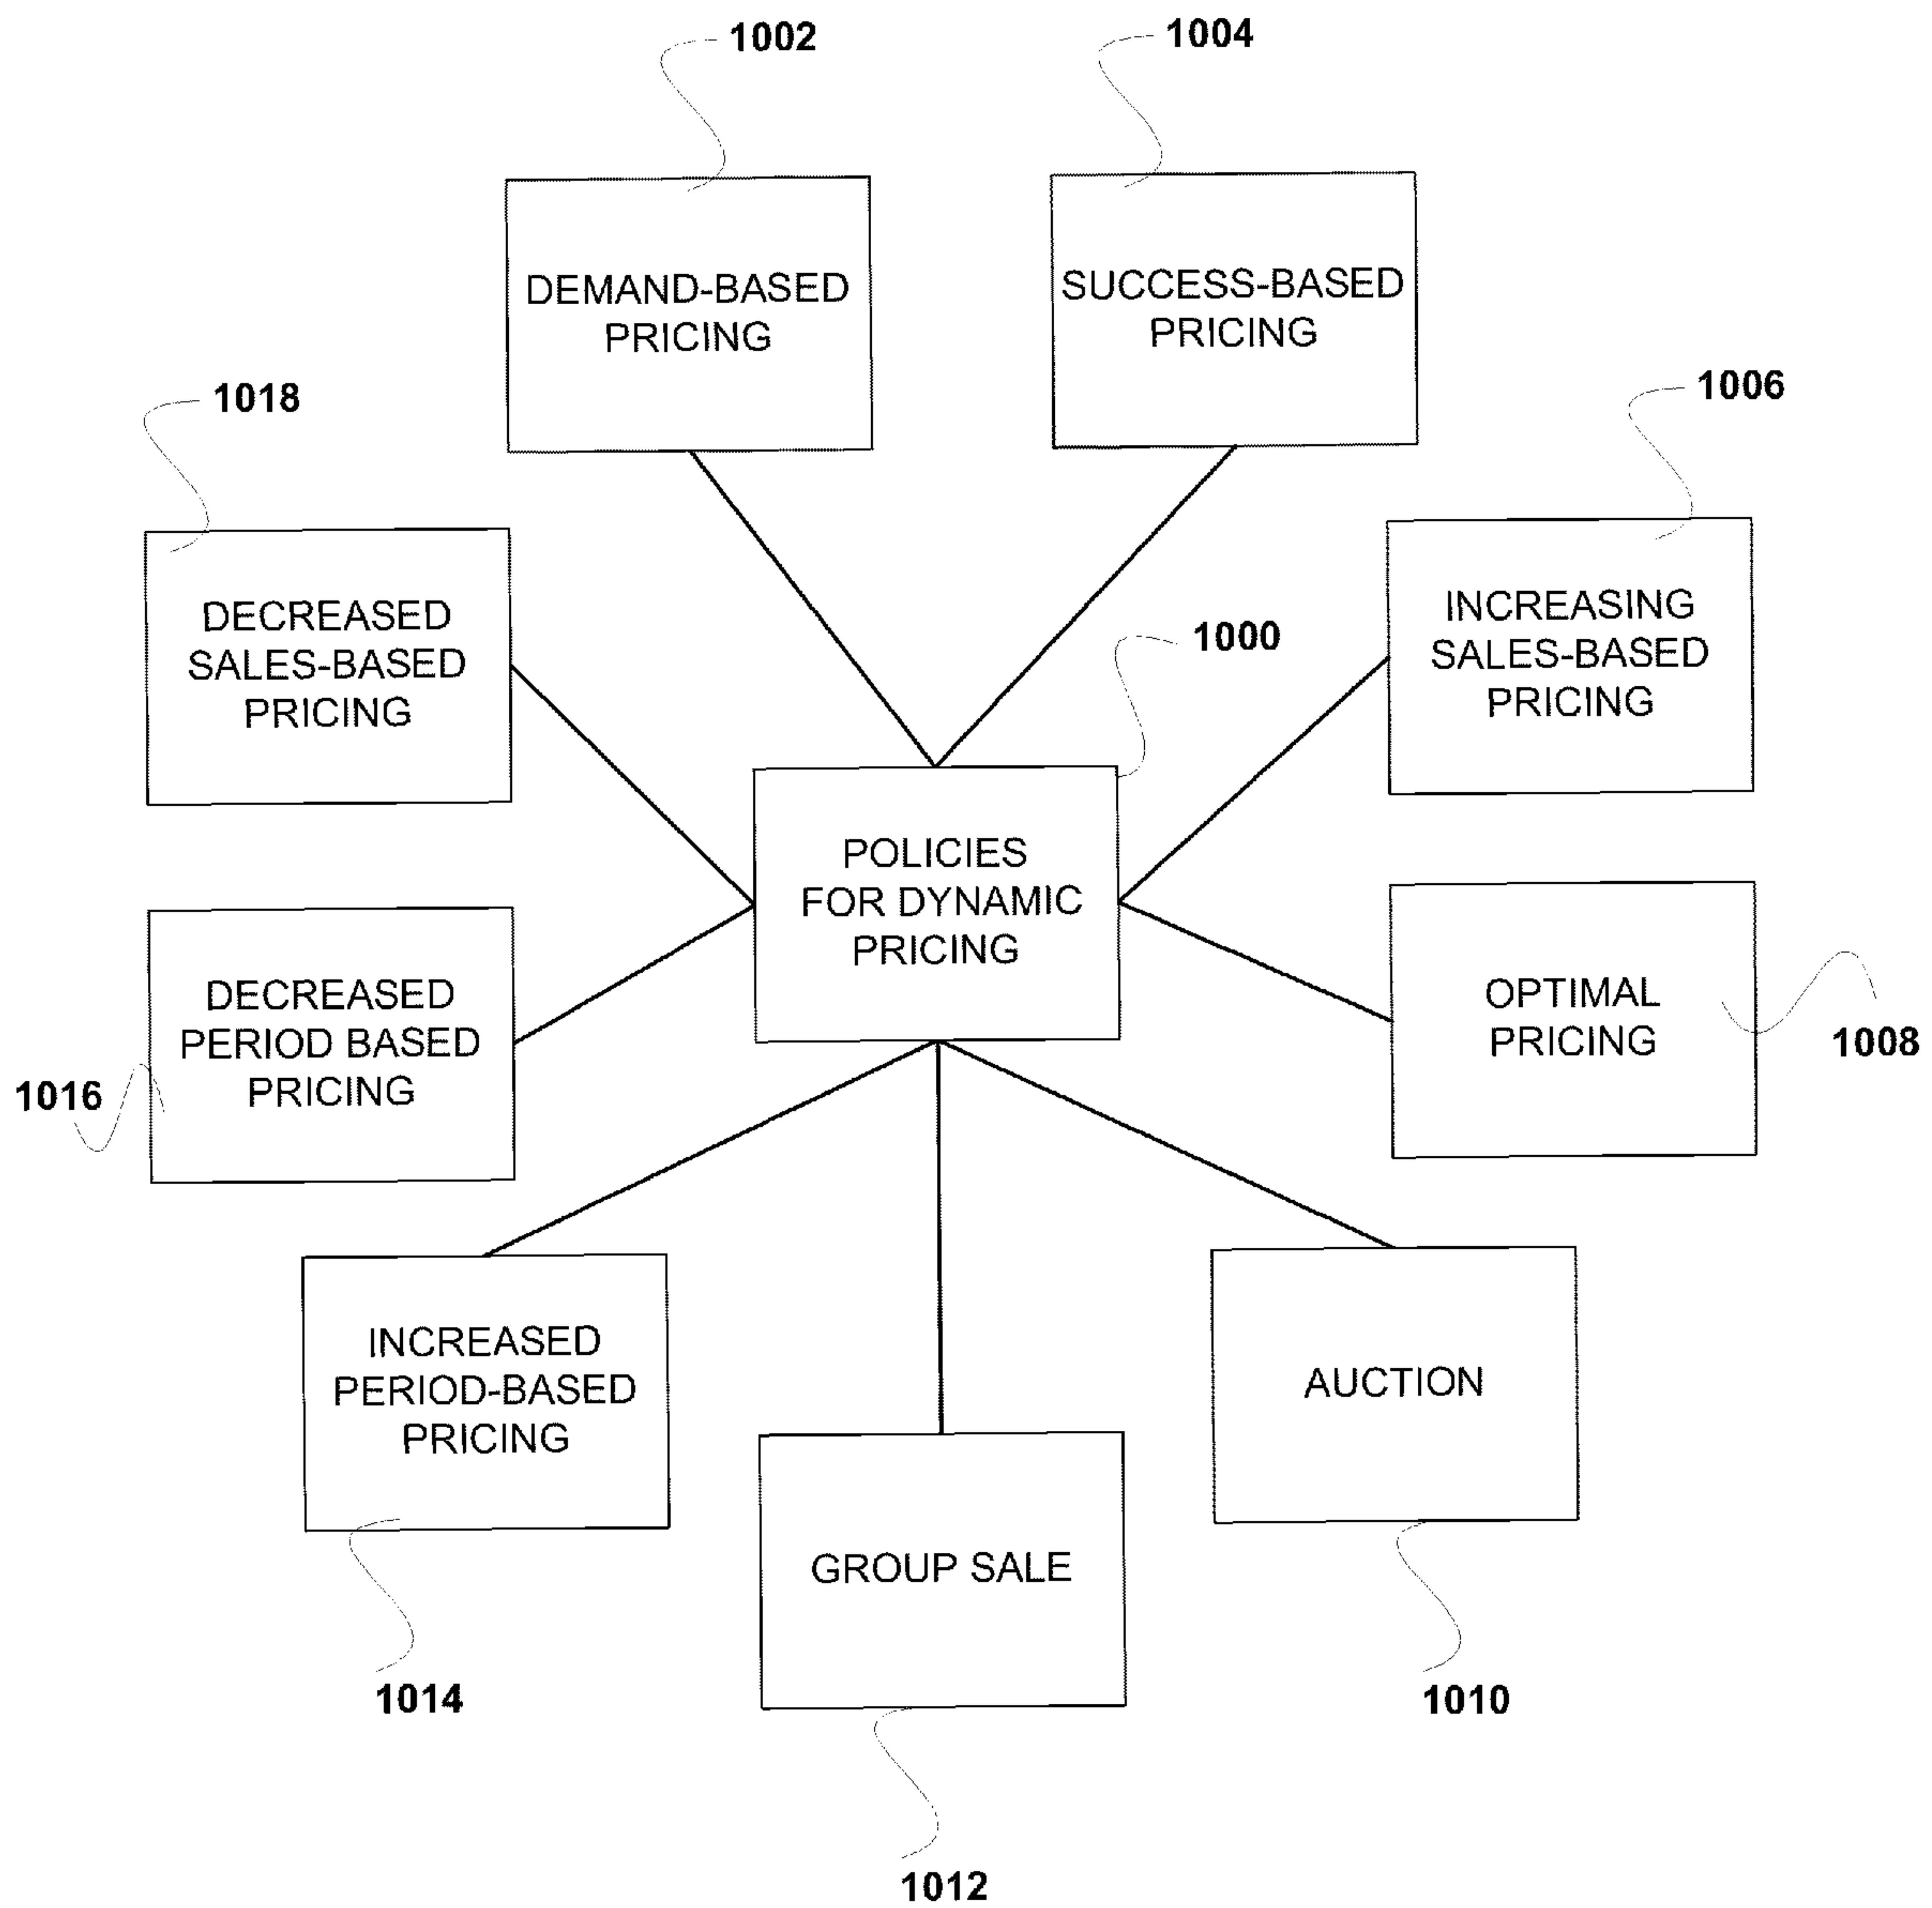 1002
1004
DEMAND-BASED
PRICING
SUCCESS-BASED
PRICING
1018
1006
DECREASED
SALES-BASED
PRICING
INCREASING
SALES-BASED
PRICING
1000
POLICIES
FOR DYNAMIC
PRICING
DECREASED
PERIOD BASED
PRICING
1016
OPTIMAL
PRICING
1008
INCREASED
PERIOD-BASED
PRICING
1014
GROUP SALE
1012
AUCTION
1010